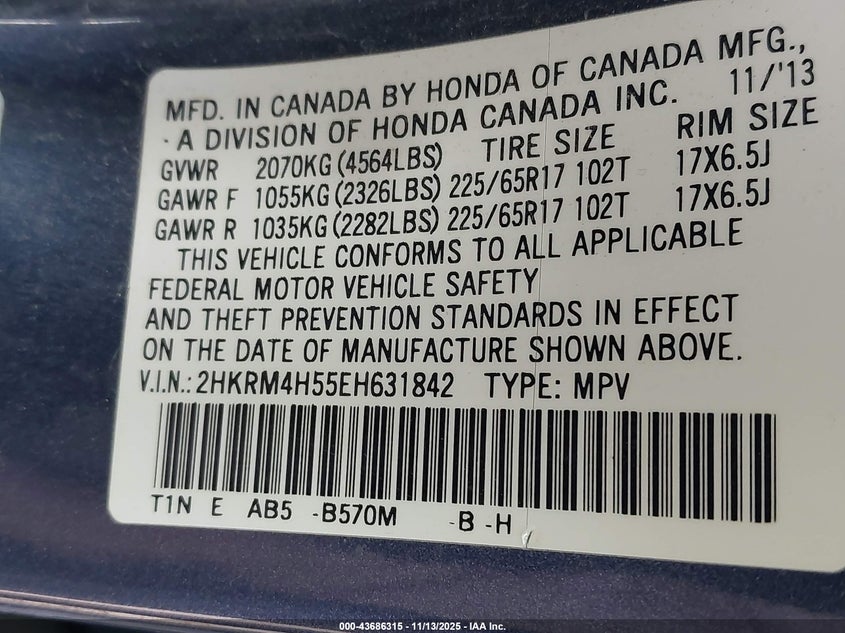 MFD. IN CANADA BY HONDA OF CANADA MFG.,
· A DIVISION OF HONDA CANADA INC. 11/'13
GVWR 2070KG (4564LBS) TIRE SIZE RIM SIZE
GAWR F 1055KG (2326LBS) 225/65R17 102T 17X6.5J
GAWR R 1035KG (2282LBS) 225/65R17 102T 17X6.5J
THIS VEHICLE CONFORMS TO ALL APPLICABLE
FEDERAL MOTOR VEHICLE SAFETY
AND THEFT PREVENTION STANDARDS IN EFFECT
ON THE DATE OF MANUFACTURE SHOWN ABOVE.
V.I.N.: 2HKRM4H55EH631842 TYPE: MPV
T1N E AB5 -B570M -B -H
000-43686315 - 11/13/2025 - IAA Inc.